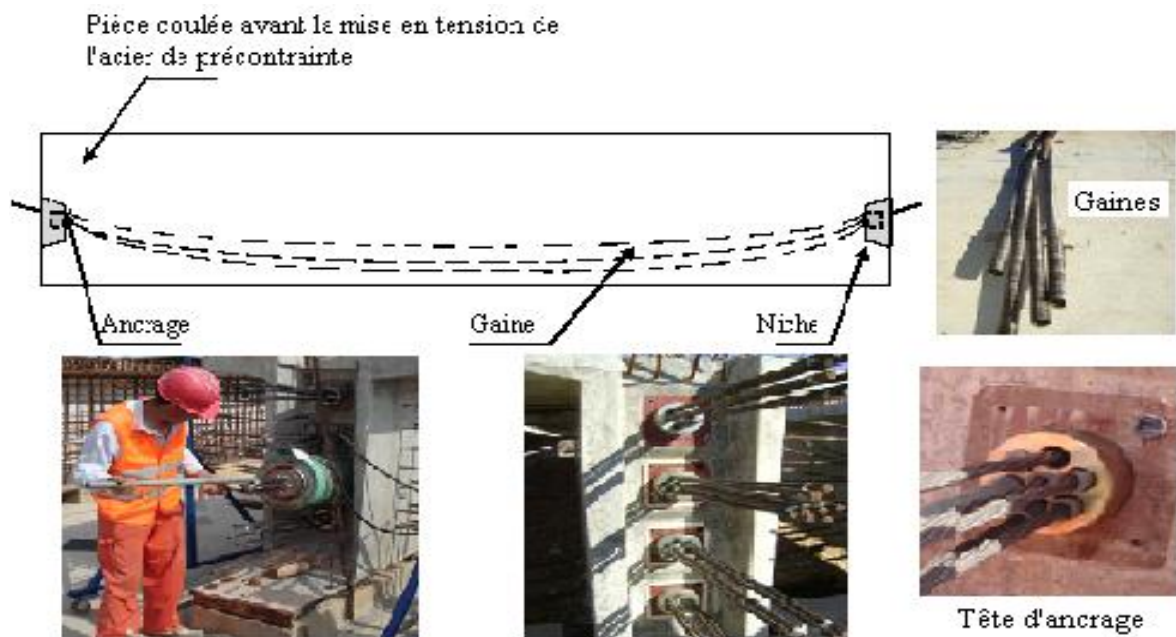 Pièce coulée avant la mise en tension de
l'acier de précontrainte
Gaines
Ancrage
Gaine
Niche
Tête d'ancrage